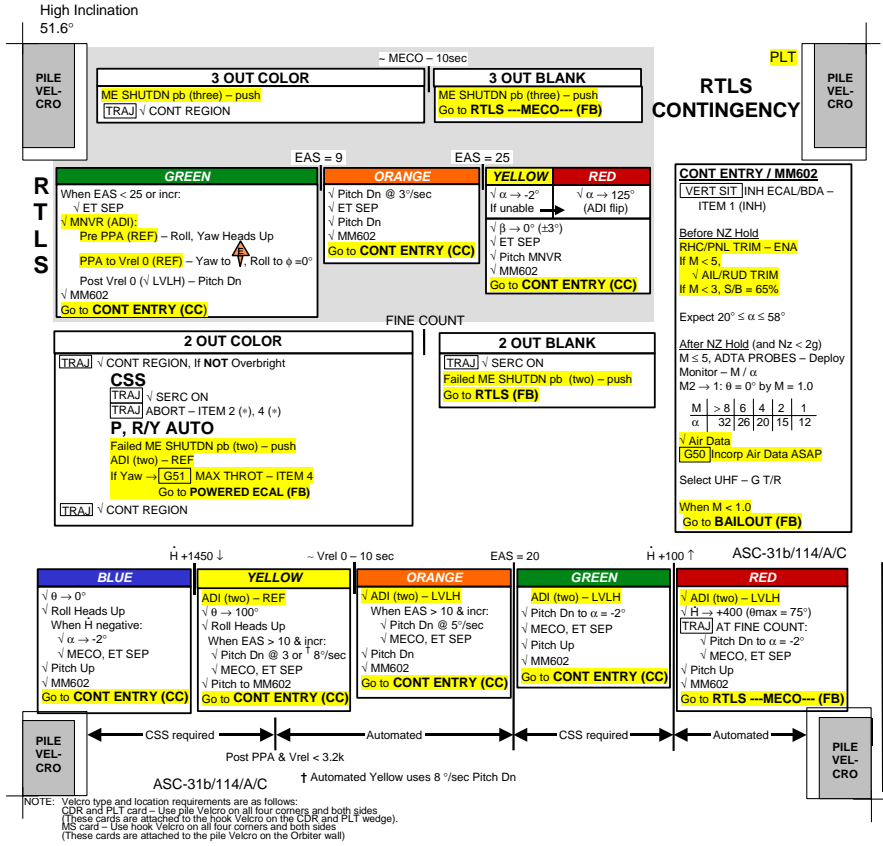 High Inclination
51.6°
PLT
PILE
VEL-
CRO
~ MECO – 10sec
3 OUT COLOR
ME SHUTDN pb (three) – push
TRAJ √ CONT REGION
3 OUT BLANK
ME SHUTDN pb (three) – push
Go to RTLS ---MECO--- (FB)
RTLS
CONTINGENCY
PILE
VEL-
CRO
RTLS
EAS = 9
EAS = 25
GREEN
When EAS < 25 or incr:
√ ET SEP
√ MNVR (ADI):
Pre PPA (REF) – Roll, Yaw Heads Up
PPA to Vrel 0 (REF) – Yaw to E, Roll to ϕ =0°
Post Vrel 0 (√ LVLH) – Pitch Dn
√ MM602
Go to CONT ENTRY (CC)
ORANGE
√ Pitch Dn @ 3°/sec
√ ET SEP
√ Pitch Dn
√ MM602
Go to CONT ENTRY (CC)
YELLOW
RED
√ α → -2°
If unable
√ α → 125°
(ADI flip)
√ β → 0° (±3°)
√ ET SEP
√ Pitch MNVR
√ MM602
Go to CONT ENTRY (CC)
CONT ENTRY / MM602
VERT SIT INH ECAL/BDA –
ITEM 1 (INH)
Before NZ Hold
RHC/PNL TRIM – ENA
If M < 5,
√ AIL/RUD TRIM
If M < 3, S/B = 65%
Expect 20° ≤ α ≤ 58°
After NZ Hold (and Nz < 2g)
M ≤ 5, ADTA PROBES – Deploy
Monitor – M / α
M2 → 1: θ = 0° by M = 1.0
M > 8 6 4 2 1
α 32 26 20 15 12
√ Air Data
G50 Incorp Air Data ASAP
Select UHF – G T/R
When M < 1.0
Go to BAILOUT (FB)
FINE COUNT
2 OUT COLOR
TRAJ √ CONT REGION, If NOT Overbright
CSS
TRAJ √ SERC ON
TRAJ ABORT – ITEM 2 (*), 4 (*)
P, R/Y AUTO
Failed ME SHUTDN pb (two) – push
ADI (two) – REF
If Yaw → G51 MAX THROT – ITEM 4
Go to POWERED ECAL (FB)
TRAJ √ CONT REGION
2 OUT BLANK
TRAJ √ SERC ON
Failed ME SHUTDN pb (two) – push
Go to RTLS (FB)
Ḣ +1450 ↓
~ Vrel 0 – 10 sec
EAS = 20
Ḣ +100 ↑
ASC-31b/114/A/C
BLUE
√ θ → 0°
√ Roll Heads Up
When Ḣ negative:
√ α → -2°
√ MECO, ET SEP
√ Pitch Up
√ MM602
Go to CONT ENTRY (CC)
YELLOW
ADI (two) – REF
√ θ → 100°
√ Roll Heads Up
When EAS > 10 & incr:
√ Pitch Dn @ 3 or † 8°/sec
√ MECO, ET SEP
√ Pitch to MM602
Go to CONT ENTRY (CC)
ORANGE
√ ADI (two) – LVLH
When EAS > 10 & incr:
√ Pitch Dn @ 5°/sec
√ MECO, ET SEP
√ Pitch Dn
√ MM602
Go to CONT ENTRY (CC)
GREEN
√ ADI (two) – LVLH
√ Pitch Dn to α = -2°
√ MECO, ET SEP
√ Pitch Up
√ MM602
Go to CONT ENTRY (CC)
RED
√ ADI (two) – LVLH
√ Ḣ → +400 (θmax = 75°)
TRAJ AT FINE COUNT:
√ Pitch Dn to α = -2°
√ MECO, ET SEP
√ Pitch Up
√ MM602
Go to RTLS ---MECO--- (FB)
PILE
VEL-
CRO
CSS required
Automated
CSS required
Automated
PILE
VEL-
CRO
Post PPA & Vrel < 3.2k
† Automated Yellow uses 8 °/sec Pitch Dn
ASC-31b/114/A/C
NOTE: Velcro type and location requirements are as follows:
CDR and PLT card – Use pile Velcro on all four corners and both sides
(These cards are attached to the hook Velcro on the CDR and PLT wedge).
MS card – Use hook Velcro on all four corners and both sides
(These cards are attached to the pile Velcro on the Orbiter wall)